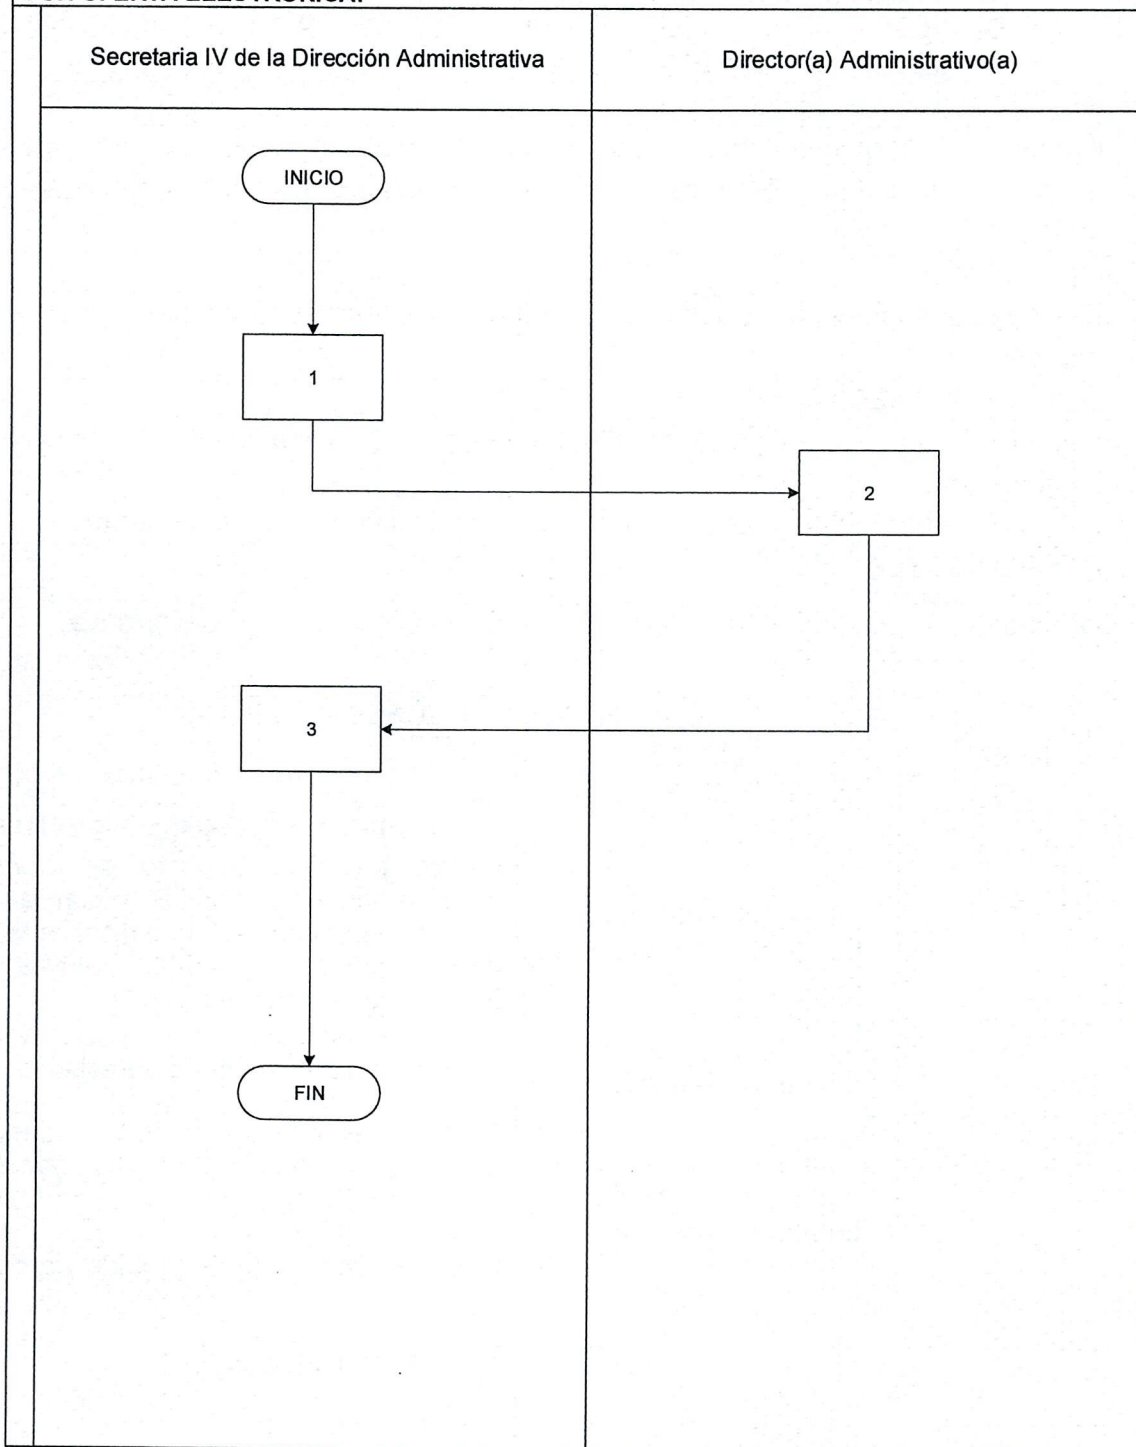 Secretaria IV de la Dirección Administrativa
Director(a) Administrativo(a)
INICIO
1
2
3
FIN